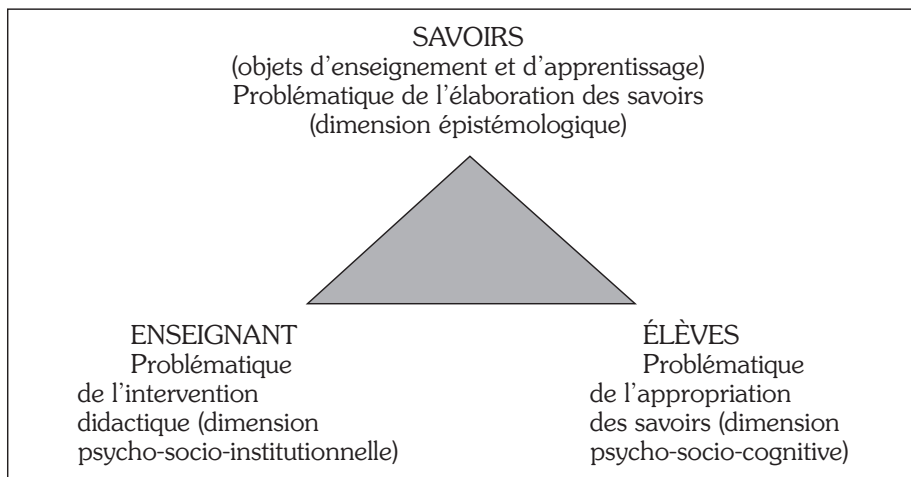 SAVOIRS
(objets d'enseignement et d'apprentissage)
Problématique de l'élaboration des savoirs
(dimension épistémologique)
ENSEIGNANT
Problématique
de l'intervention
didactique (dimension
psycho-socio-institutionnelle)
ÉLÈVES
Problématique
de l'appropriation
des savoirs (dimension
psycho-socio-cognitive)